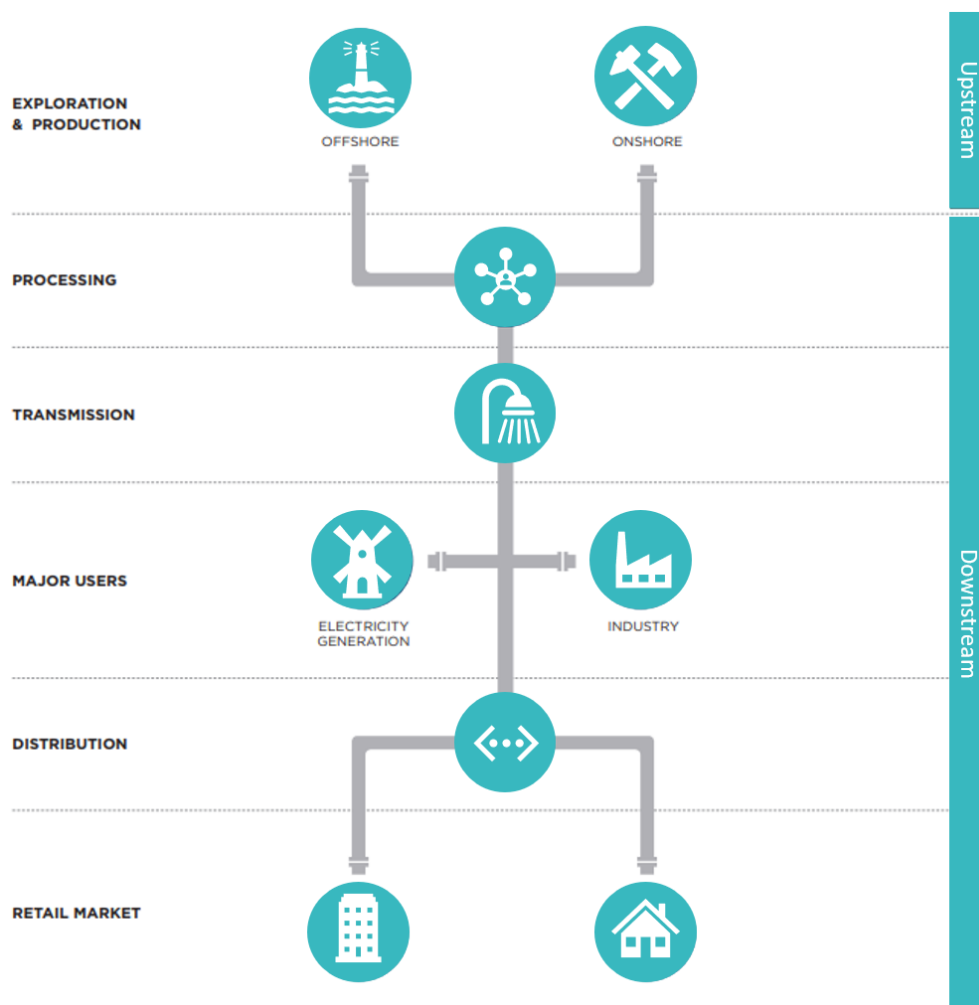 EXPLORATION
& PRODUCTION
OFFSHORE
ONSHORE
Upstream
PROCESSING
TRANSMISSION
MAJOR USERS
ELECTRICITY
GENERATION
INDUSTRY
Downstream
DISTRIBUTION
RETAIL MARKET